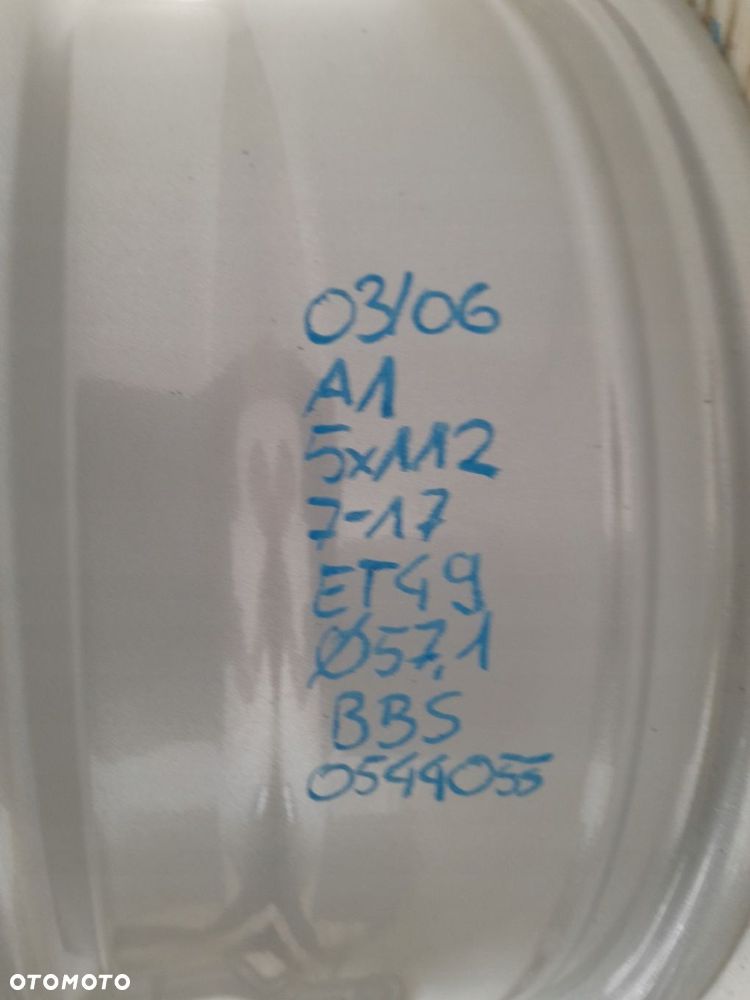 03/06
A1
5x112
7-17
ET49
Ø57,1
BBS
0544055
OTOMOTO